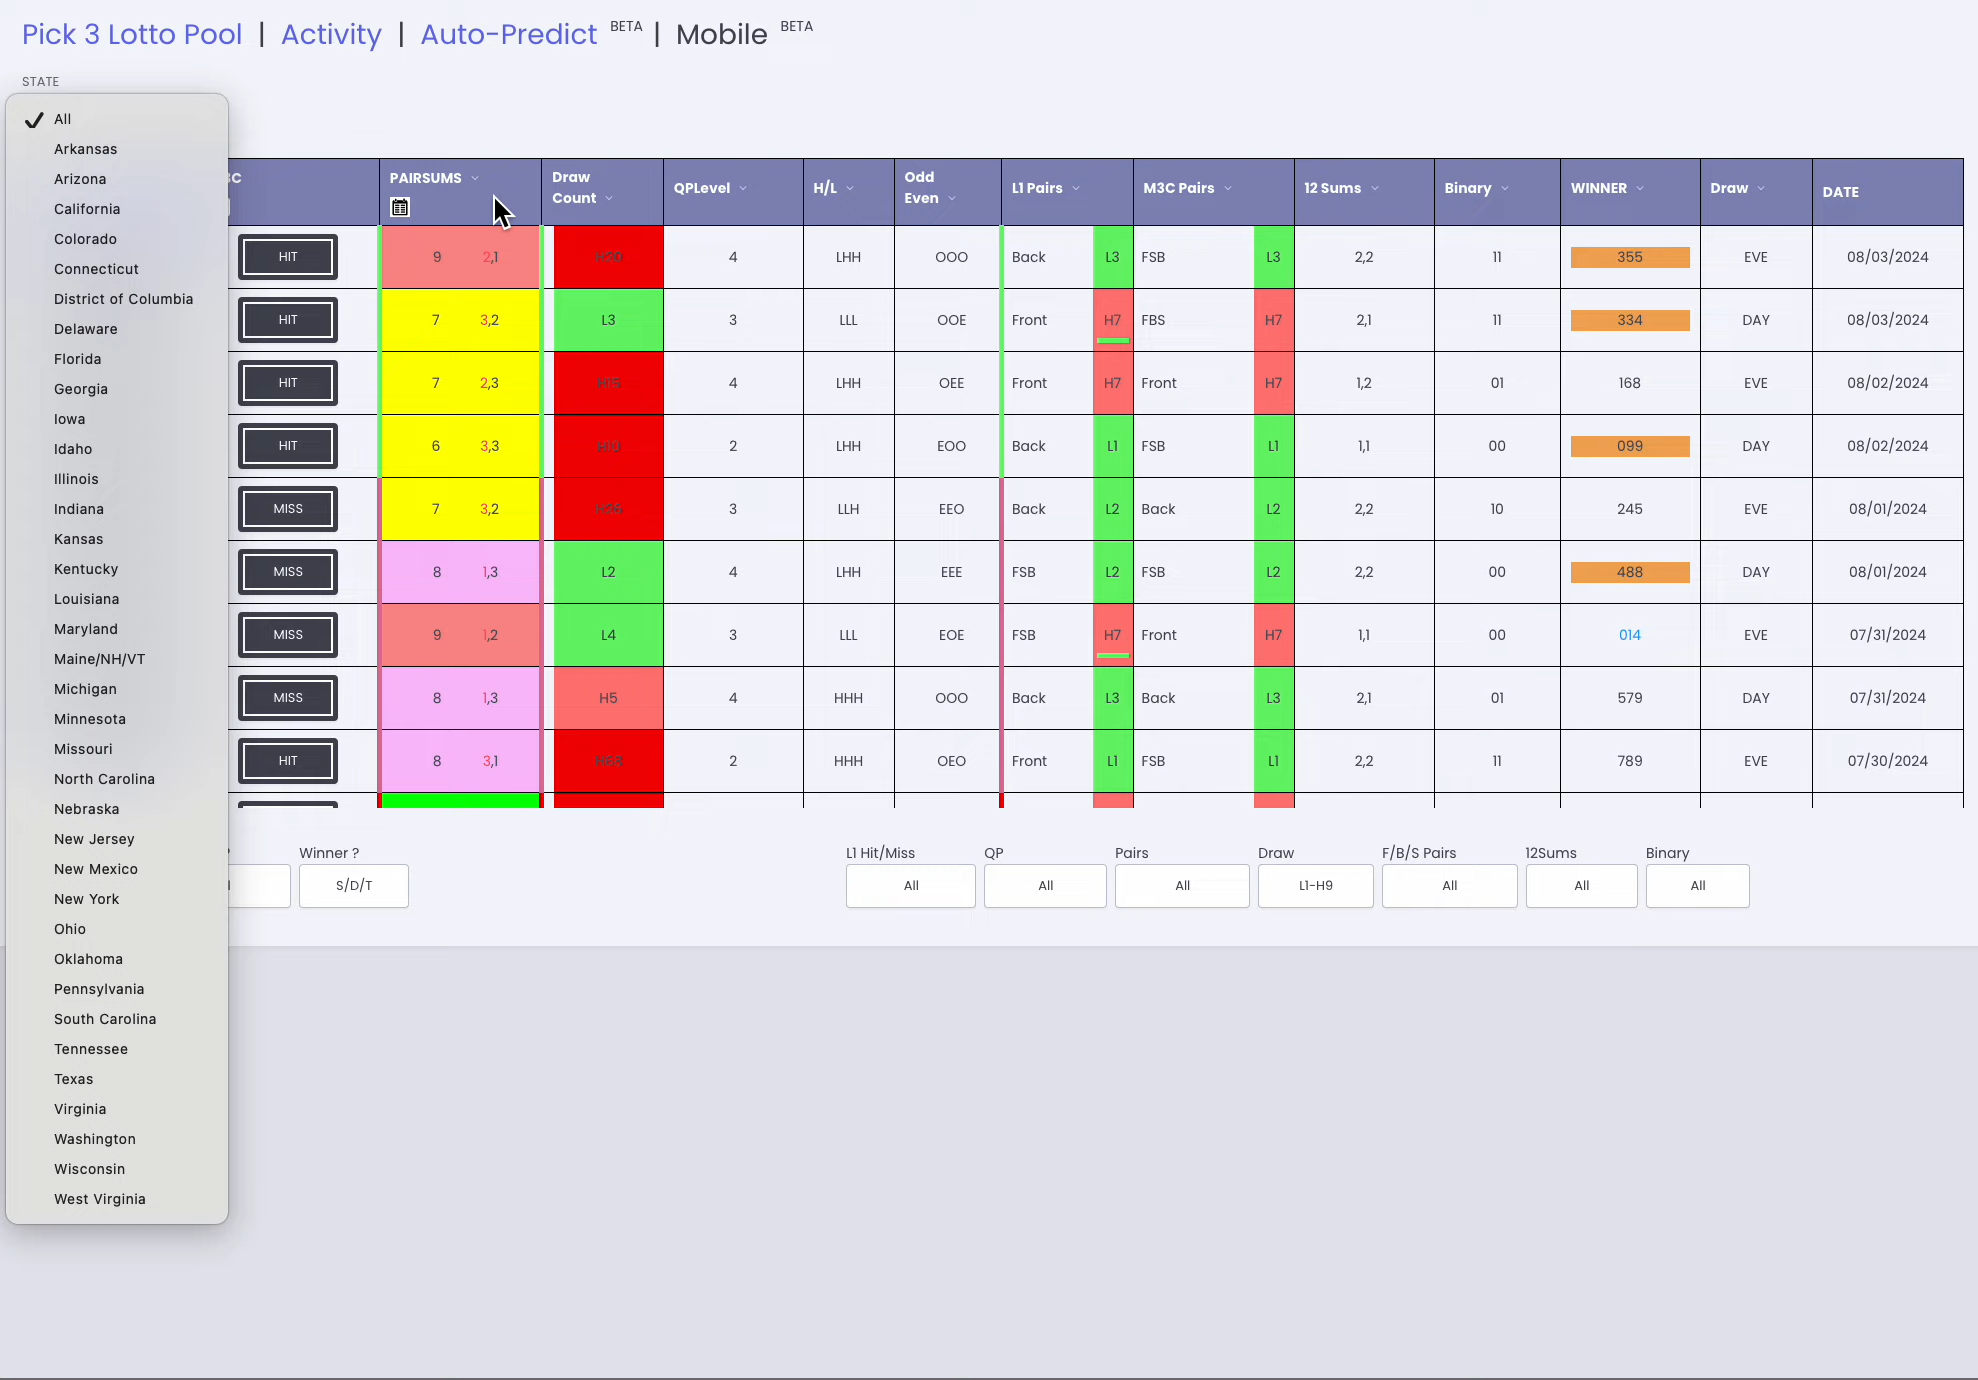 Pick 3 Lotto Pool | Activity | Auto-Predict BETA | Mobile BETA
STATE
All
Arkansas
Arizona
California
Colorado
Connecticut
District of Columbia
Delaware
Florida
Georgia
Iowa
Idaho
Illinois
Indiana
Kansas
Kentucky
Louisiana
Maryland
Maine/NH/VT
Michigan
Minnesota
Missouri
North Carolina
Nebraska
New Jersey
New Mexico
New York
Ohio
Oklahoma
Pennsylvania
South Carolina
Tennessee
Texas
Virginia
Washington
Wisconsin
West Virginia
PAIRSUMS Draw Count QPLevel H/L Odd Even L1 Pairs M3C Pairs 12 Sums Binary WINNER Draw DATE
HIT 9 2,1 4 LHH OOO Back L3 FSB L3 2,2 11 355 EVE 08/03/2024
HIT 7 3,2 L3 3 LLL OOE Front H7 FBS H7 2,1 11 334 DAY 08/03/2024
HIT 7 2,3 4 LHH OEE Front H7 Front H7 1,2 01 168 EVE 08/02/2024
HIT 6 3,3 2 LHH EOO Back L1 FSB L1 1,1 00 099 DAY 08/02/2024
MISS 7 3,2 3 LLH EEO Back L2 Back L2 2,2 10 245 EVE 08/01/2024
MISS 8 1,3 L2 4 LHH EEE FSB L2 FSB L2 2,2 00 488 DAY 08/01/2024
MISS 9 1,2 L4 3 LLL EOE FSB H7 Front H7 1,1 00 014 EVE 07/31/2024
MISS 8 1,3 H5 4 HHH OOO Back L3 Back L3 2,1 01 579 DAY 07/31/2024
HIT 8 3,1 2 HHH OEO Front L1 FSB L1 2,2 11 789 EVE 07/30/2024
Winner ? L1 Hit/Miss QP Pairs Draw F/B/S Pairs 12Sums Binary
S/D/T All All All L1-H9 All All All